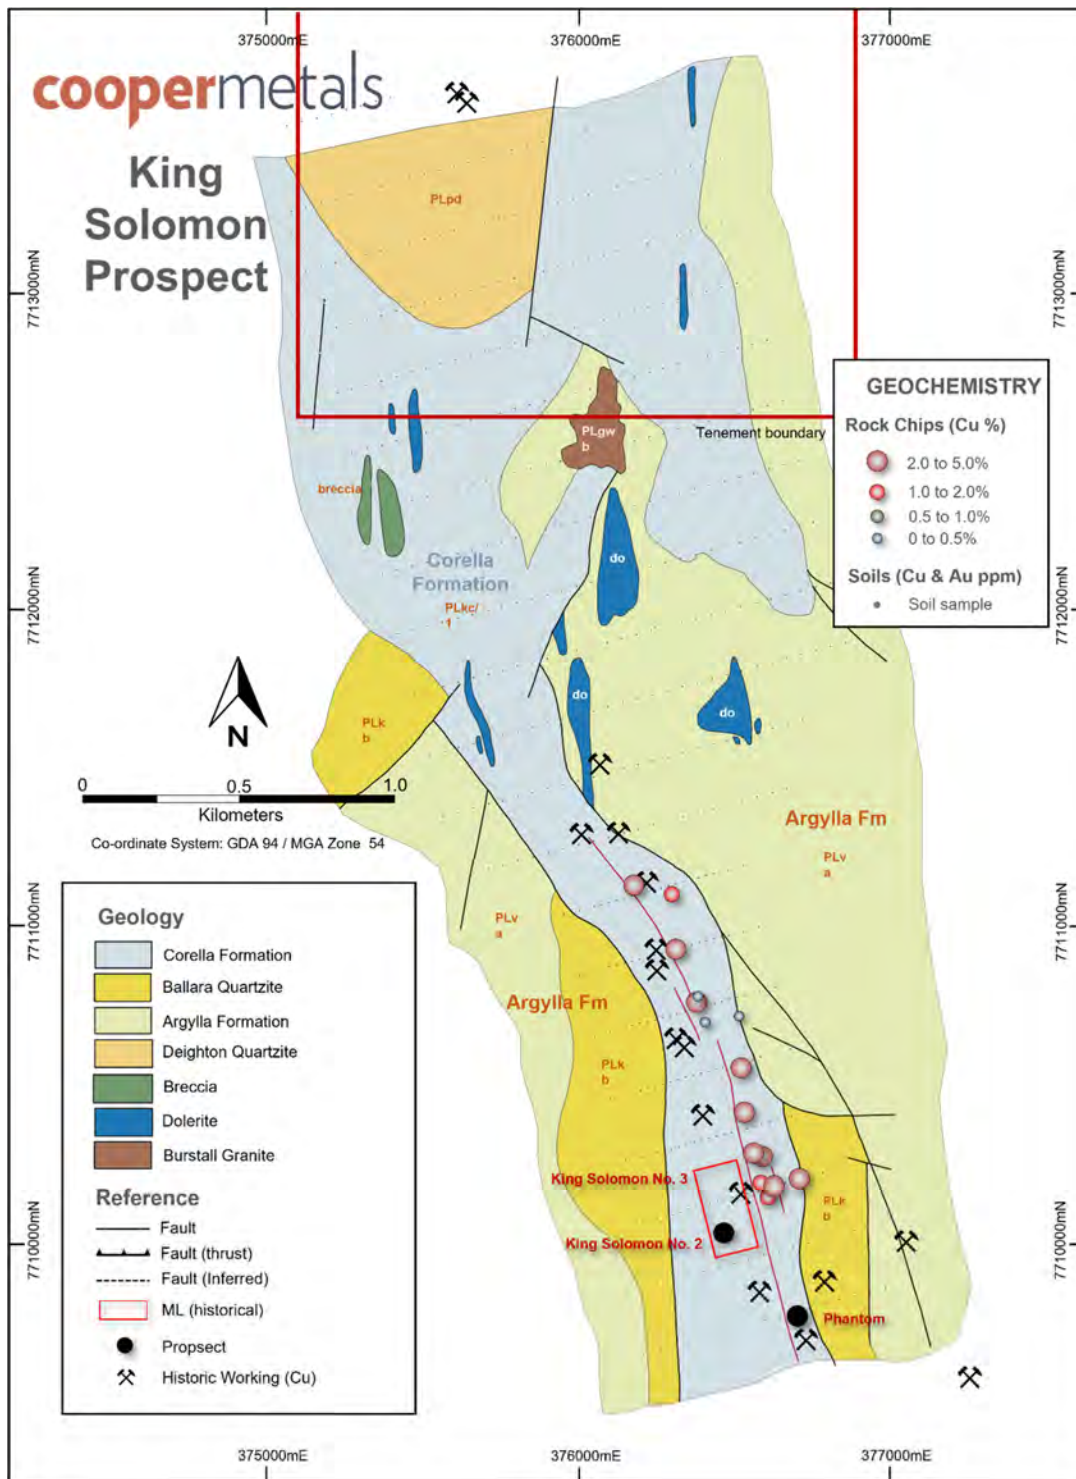 375000mE
376000mE
377000mE
coopermetals
King
Solomon
Prospect
PLpd
7713000mN
7713000mN
GEOCHEMISTRY
Rock Chips (Cu %)
2.0 to 5.0%
1.0 to 2.0%
0.5 to 1.0%
0 to 0.5%
Soils (Cu & Au ppm)
Soil sample
Tenement boundary
PLgw
b
breccia
Corella
Formation
PLkc/
1
do
7712000mN
7712000mN
do
do
PLk
b
N
0 0.5 1.0
Kilometers
Co-ordinate System: GDA 94 / MGA Zone 54
Argylla Fm
PLv
a
Geology
Corella Formation
Ballara Quartzite
Argylla Formation
Deighton Quartzite
Breccia
Dolerite
Burstall Granite
Reference
Fault
Fault (thrust)
Fault (Inferred)
ML (historical)
Propsect
Historic Working (Cu)
PLv
a
7711000mN
7711000mN
Argylla Fm
PLk
b
King Solomon No. 3
PLk
b
King Solomon No. 2
7710000mN
7710000mN
Phantom
375000mE
376000mE
377000mE